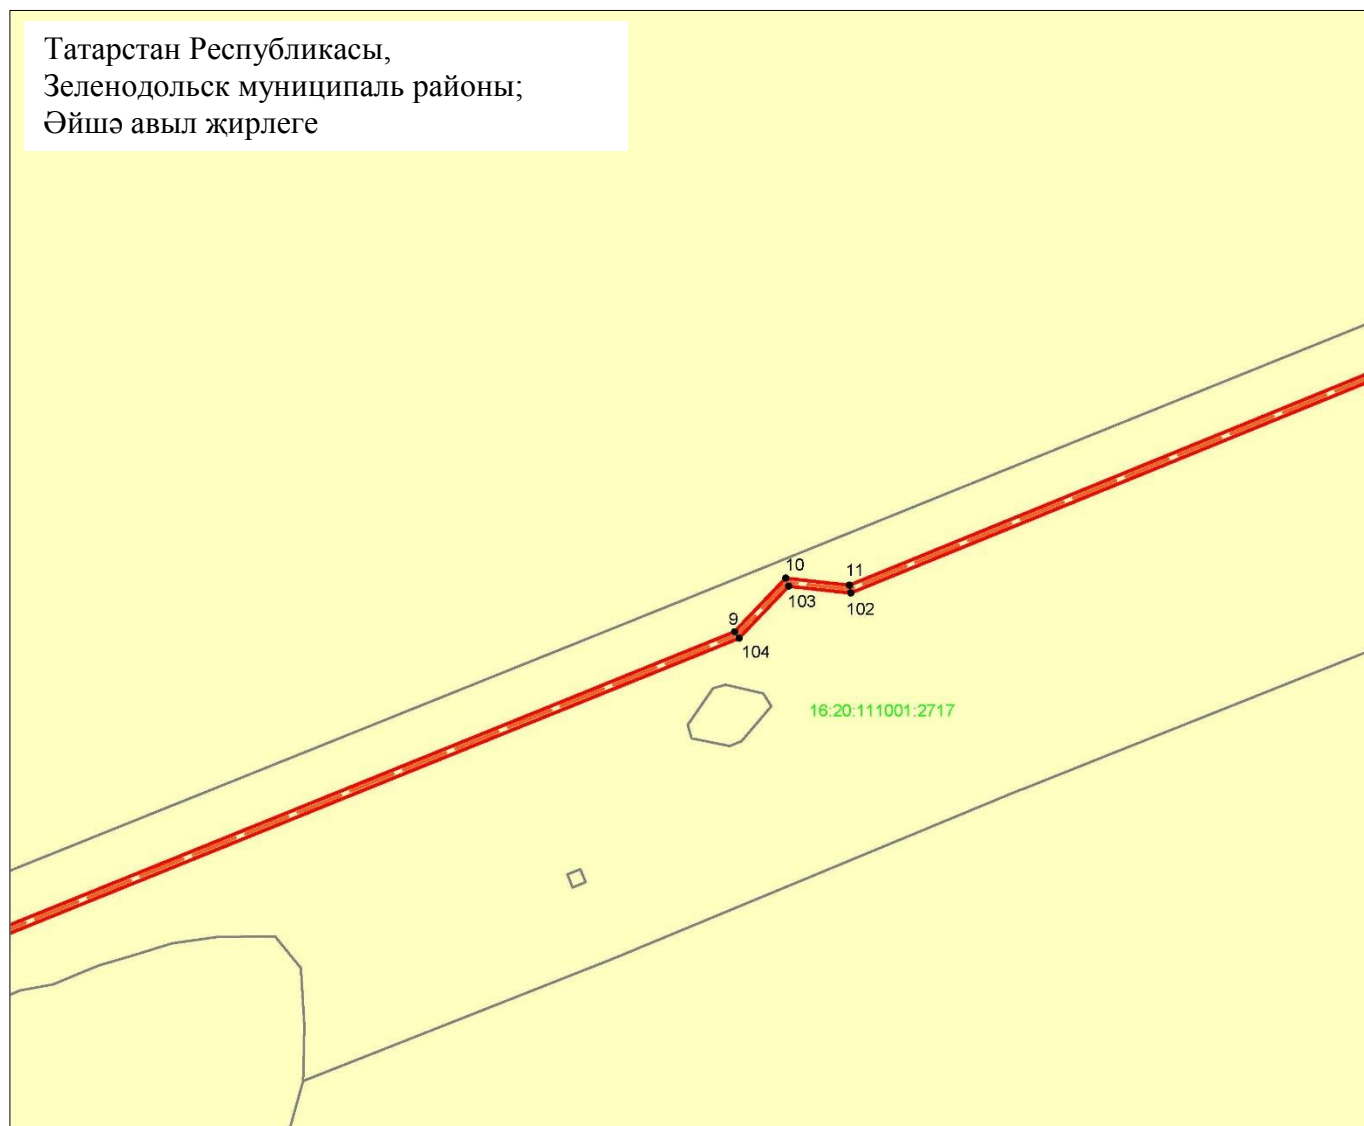 Татарстан Республикасы,
Зеленодольск муниципаль районы;
Әйшә авыл җирлеге
10
11
103
102
9
104
16:20:111001:2717